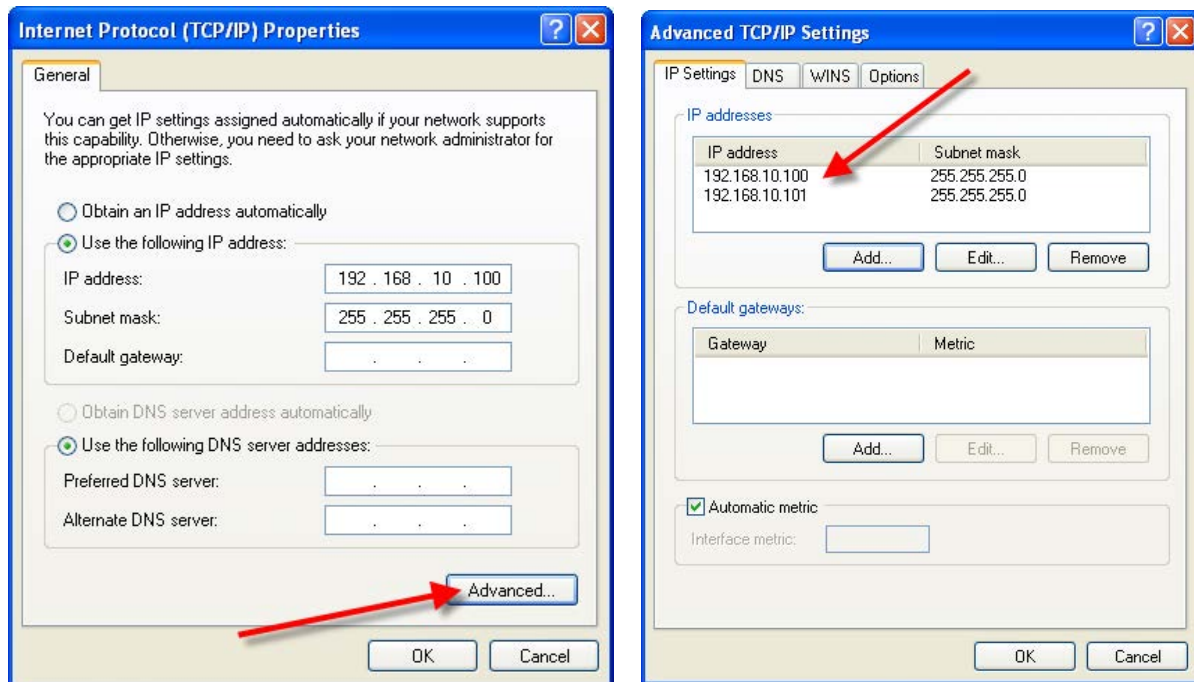 Internet Protocol (TCP/IP) Properties
General
You can get IP settings assigned automatically if your network supports
this capability. Otherwise, you need to ask your network administrator for
the appropriate IP settings.
Obtain an IP address automatically
Use the following IP address:
IP address: 192 . 168 . 10 . 100
Subnet mask: 255 . 255 . 255 . 0
Default gateway: . . .
Obtain DNS server address automatically
Use the following DNS server addresses:
Preferred DNS server: . . .
Alternate DNS server: . . .
Advanced...
OK Cancel
Advanced TCP/IP Settings
IP Settings DNS WINS Options
IP addresses
IP address Subnet mask
192.168.10.100 255.255.255.0
192.168.10.101 255.255.255.0
Add... Edit... Remove
Default gateways:
Gateway Metric
Add... Edit... Remove
Automatic metric
Interface metric:
OK Cancel